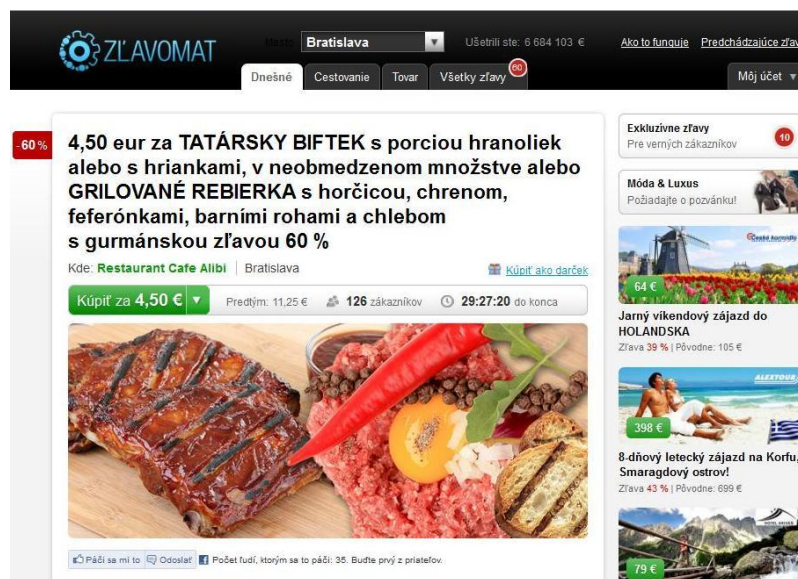 ZĽAVOMAT
Mesto
Bratislava
Ušetrili ste: 6 684 103 €
Ako to funguje
Predchádzajúce zľav
Dnešné
Cestovanie
Tovar
Všetky zľavy
60
Môj účet
-60%
4,50 eur za TATÁRSKY BIFTEK s porciou hranoliek
alebo s hriankami, v neobmedzenom množstve alebo
GRILOVANÉ REBIERKA s horčicou, chrenom,
feferónkami, barními rohami a chlebom
s gurmánskou zľavou 60 %
Kde: Restaurant Cafe Alibi | Bratislava
Kúpiť ako darček
Kúpiť za 4,50 €
Predtým: 11,25 €
126 zákazníkov
29:27:20 do konca
Páči sa mi to
Odoslať
Počet ľudí, ktorým sa to páči: 35. Buďte prvý z priateľov.
Exkluzívne zľavy
Pre verných zákazníkov
10
Móda & Luxus
Požiadajte o pozvánku!
České kormidlo
64 €
Jarný víkendový zájazd do
HOLANDSKA
Zľava 39 % | Pôvodne: 105 €
ALEXTOUR
398 €
8-dňový letecký zájazd na Korfu,
Smaragdový ostrov!
Zľava 43 % | Pôvodne: 699 €
79 €